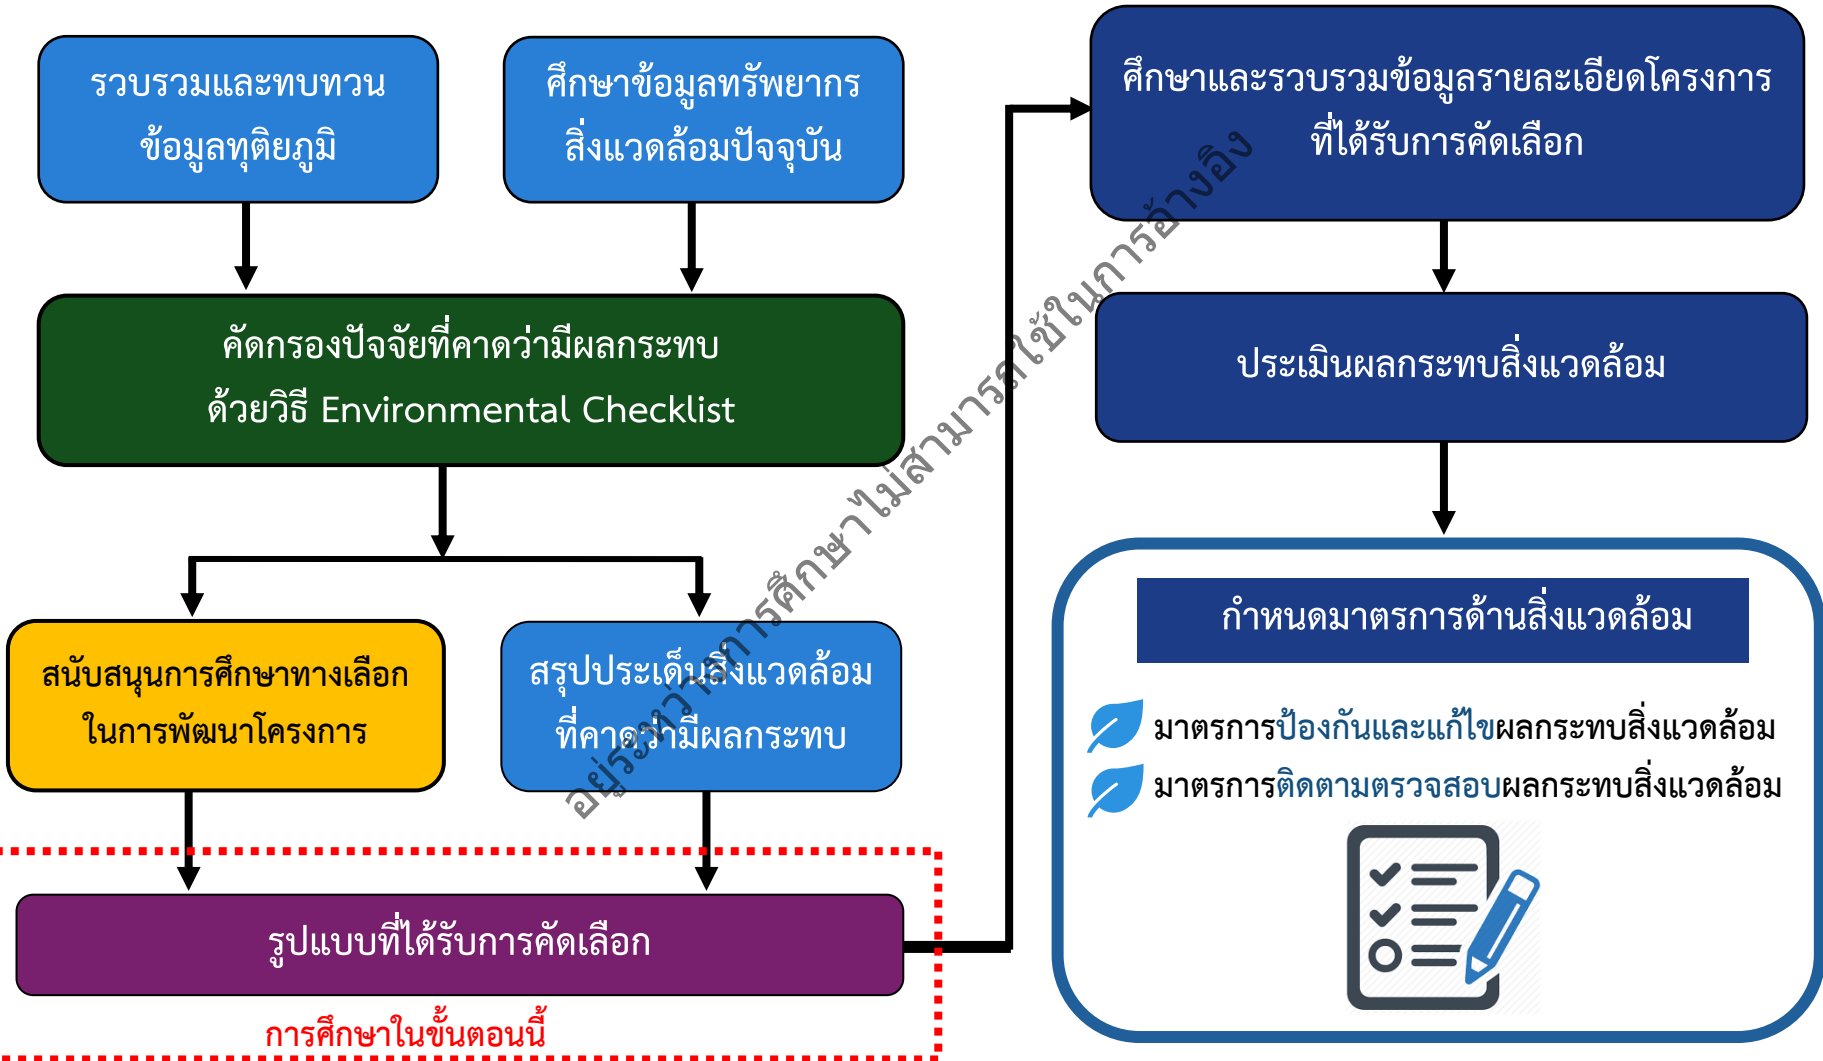 รวบรวมและทบทวน
ข้อมูลทุติยภูมิ
ศึกษาข้อมูลทรัพยากร
สิ่งแวดล้อมปัจจุบัน
คัดกรองปัจจัยที่คาดว่ามีผลกระทบ
ด้วยวิธี Environmental Checklist
สนับสนุนการศึกษาทางเลือก
ในการพัฒนาโครงการ
สรุปประเด็นสิ่งแวดล้อม
ที่คาดว่ามีผลกระทบ
รูปแบบที่ได้รับการคัดเลือก
การศึกษาในขั้นตอนนี้
ศึกษาและรวบรวมข้อมูลรายละเอียดโครงการ
ที่ได้รับการคัดเลือก
ประเมินผลกระทบสิ่งแวดล้อม
กำหนดมาตรการด้านสิ่งแวดล้อม
มาตรการป้องกันและแก้ไขผลกระทบสิ่งแวดล้อม
มาตรการติดตามตรวจสอบผลกระทบสิ่งแวดล้อม
อยู่ระหว่างการศึกษาไม่สามารถใช้ในการอ้างอิง